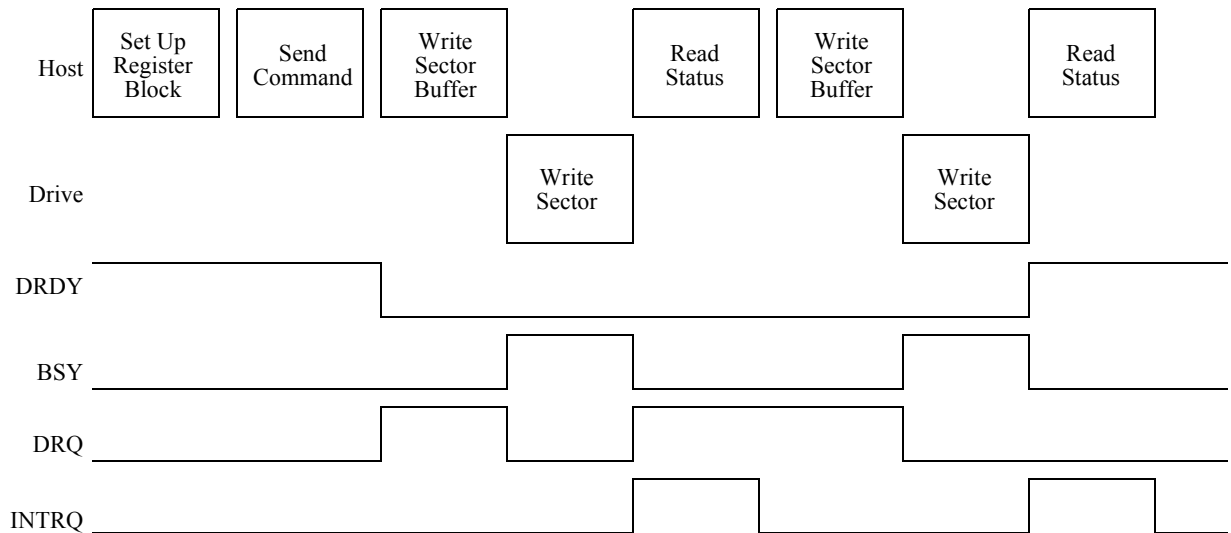 Host
Set Up
Register
Block
Send
Command
Write
Sector
Buffer
Read
Status
Write
Sector
Buffer
Read
Status
Drive
Write
Sector
Write
Sector
DRDY
BSY
DRQ
INTRQ